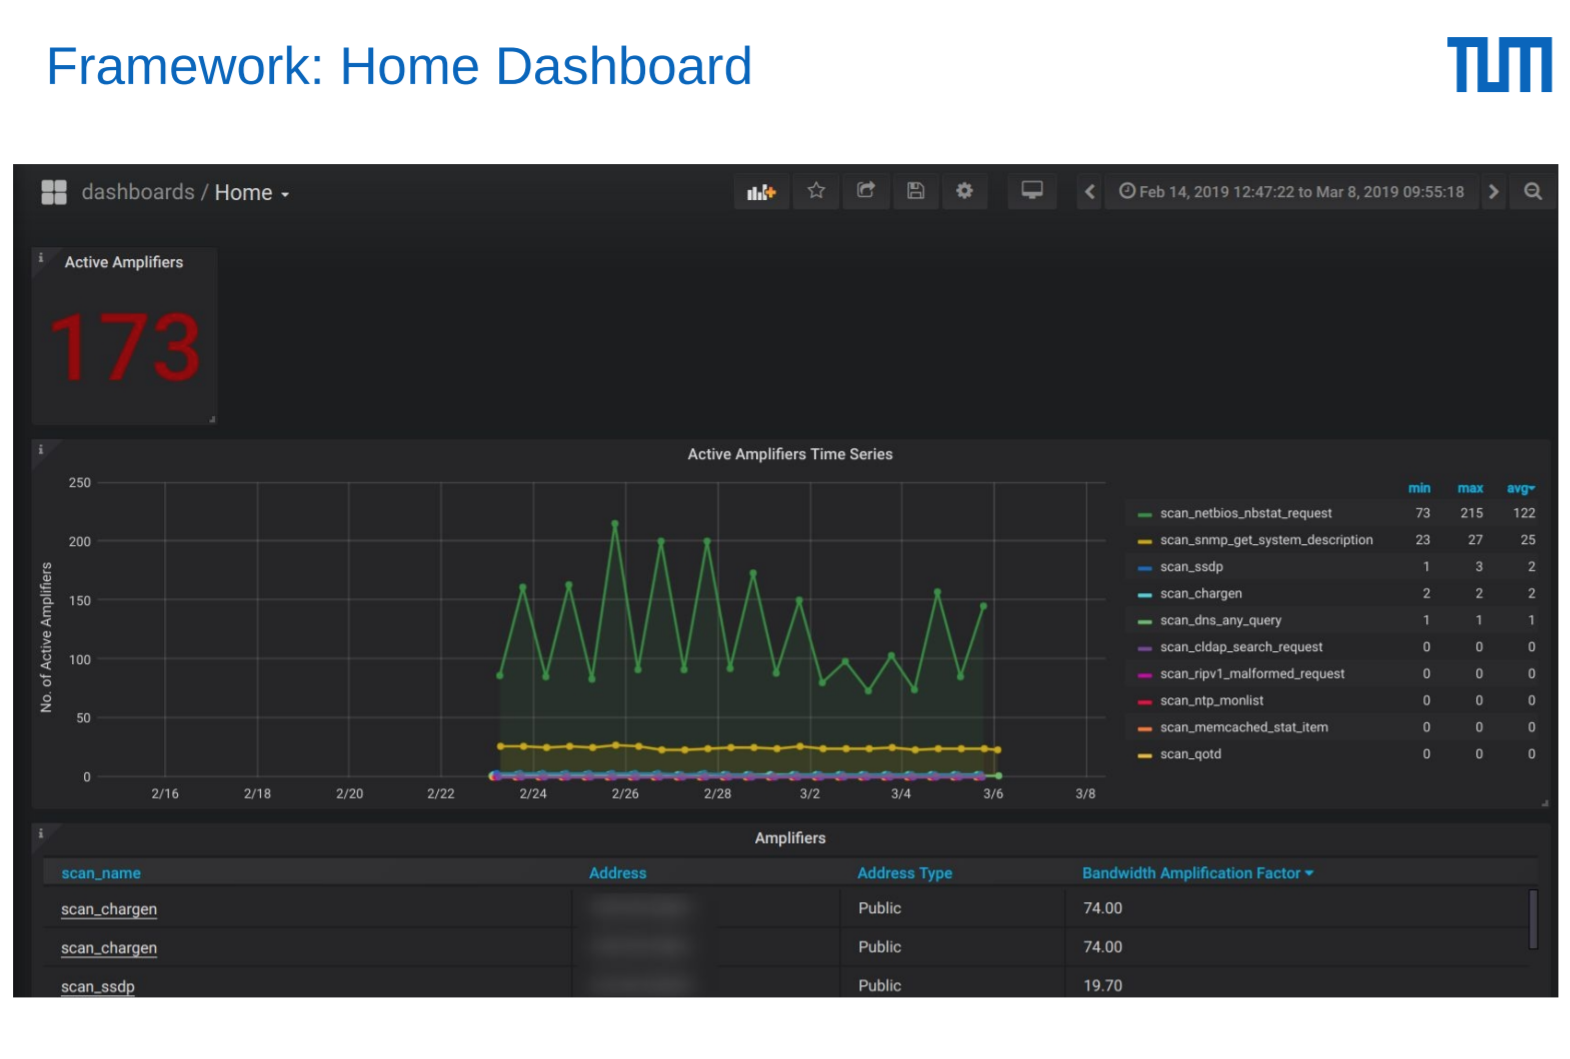 Framework: Home Dashboard
TUM
dashboards / Home
Feb 14, 2019 12:47:22 to Mar 8, 2019 09:55:18
Active Amplifiers
173
Active Amplifiers Time Series
No. of Active Amplifiers
250
200
150
100
50
0
2/16 2/18 2/20 2/22 2/24 2/26 2/28 3/2 3/4 3/6 3/8
min max avg
scan_netbios_nbstat_request 73 215 122
scan_snmp_get_system_description 23 27 25
scan_ssdp 1 3 2
scan_chargen 2 2 2
scan_dns_any_query 1 1 1
scan_cldap_search_request 0 0 0
scan_ripv1_malformed_request 0 0 0
scan_ntp_monlist 0 0 0
scan_memcached_stat_item 0 0 0
scan_qotd 0 0 0
Amplifiers
scan_name Address Address Type Bandwidth Amplification Factor
scan_chargen Public 74.00
scan_chargen Public 74.00
scan_ssdp Public 19.70